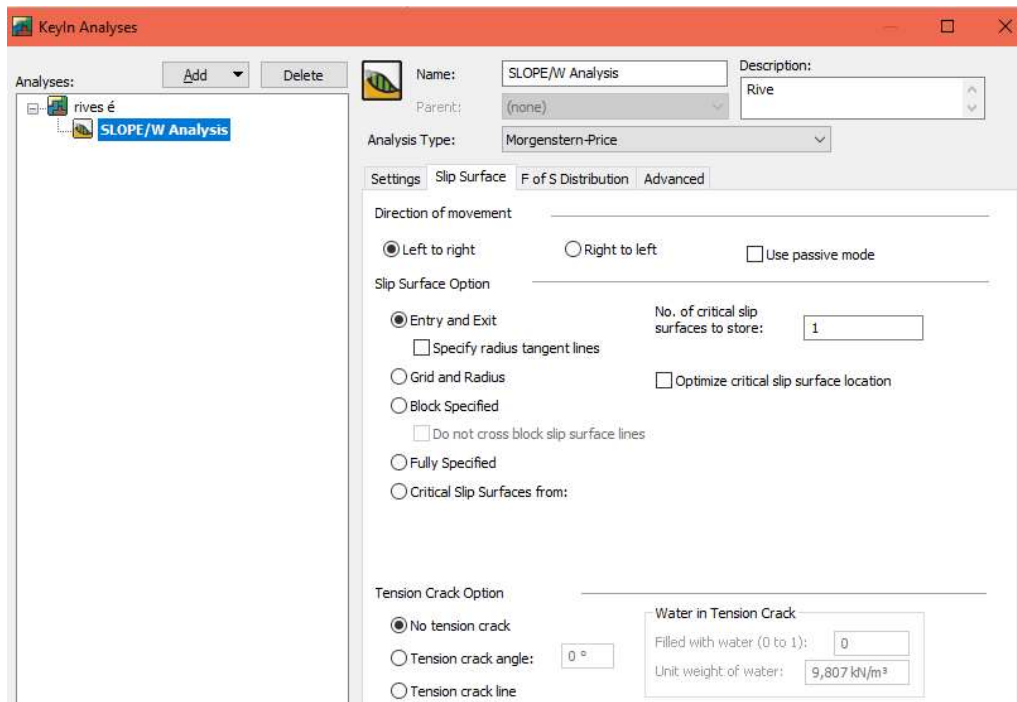 KeyIn Analyses
Analyses:
Add
Delete
rives é
SLOPE/W Analysis
Name:
SLOPE/W Analysis
Description:
Rive
Parent:
(none)
Analysis Type:
Morgenstern-Price
Settings
Slip Surface
F of S Distribution
Advanced
Direction of movement
Left to right
Right to left
Use passive mode
Slip Surface Option
Entry and Exit
No. of critical slip
surfaces to store:
1
Specify radius tangent lines
Grid and Radius
Optimize critical slip surface location
Block Specified
Do not cross block slip surface lines
Fully Specified
Critical Slip Surfaces from:
Tension Crack Option
No tension crack
Tension crack angle:
0 °
Tension crack line
Water in Tension Crack
Filled with water (0 to 1):
0
Unit weight of water:
9,807 kN/m³